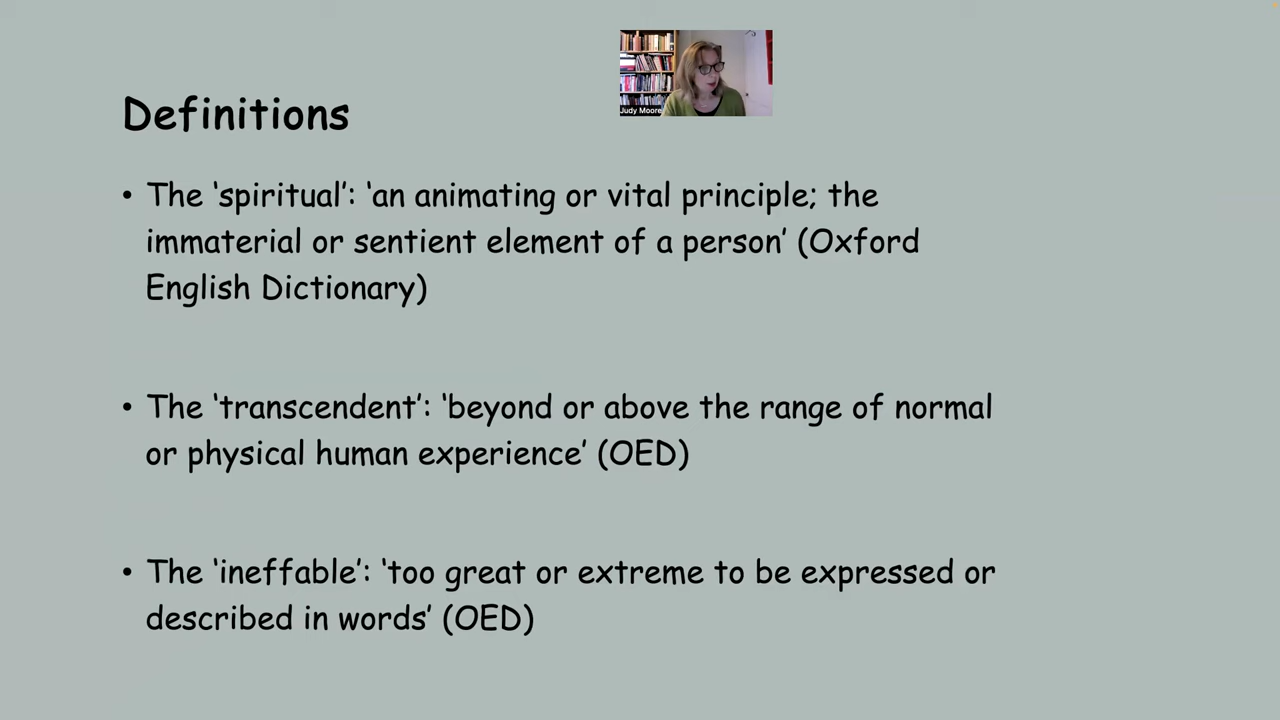 Judy Moore
Definitions
• The ‘spiritual’: ‘an animating or vital principle; the
immaterial or sentient element of a person’ (Oxford
English Dictionary)
• The ‘transcendent’: ‘beyond or above the range of normal
or physical human experience’ (OED)
• The ‘ineffable’: ‘too great or extreme to be expressed or
described in words’ (OED)